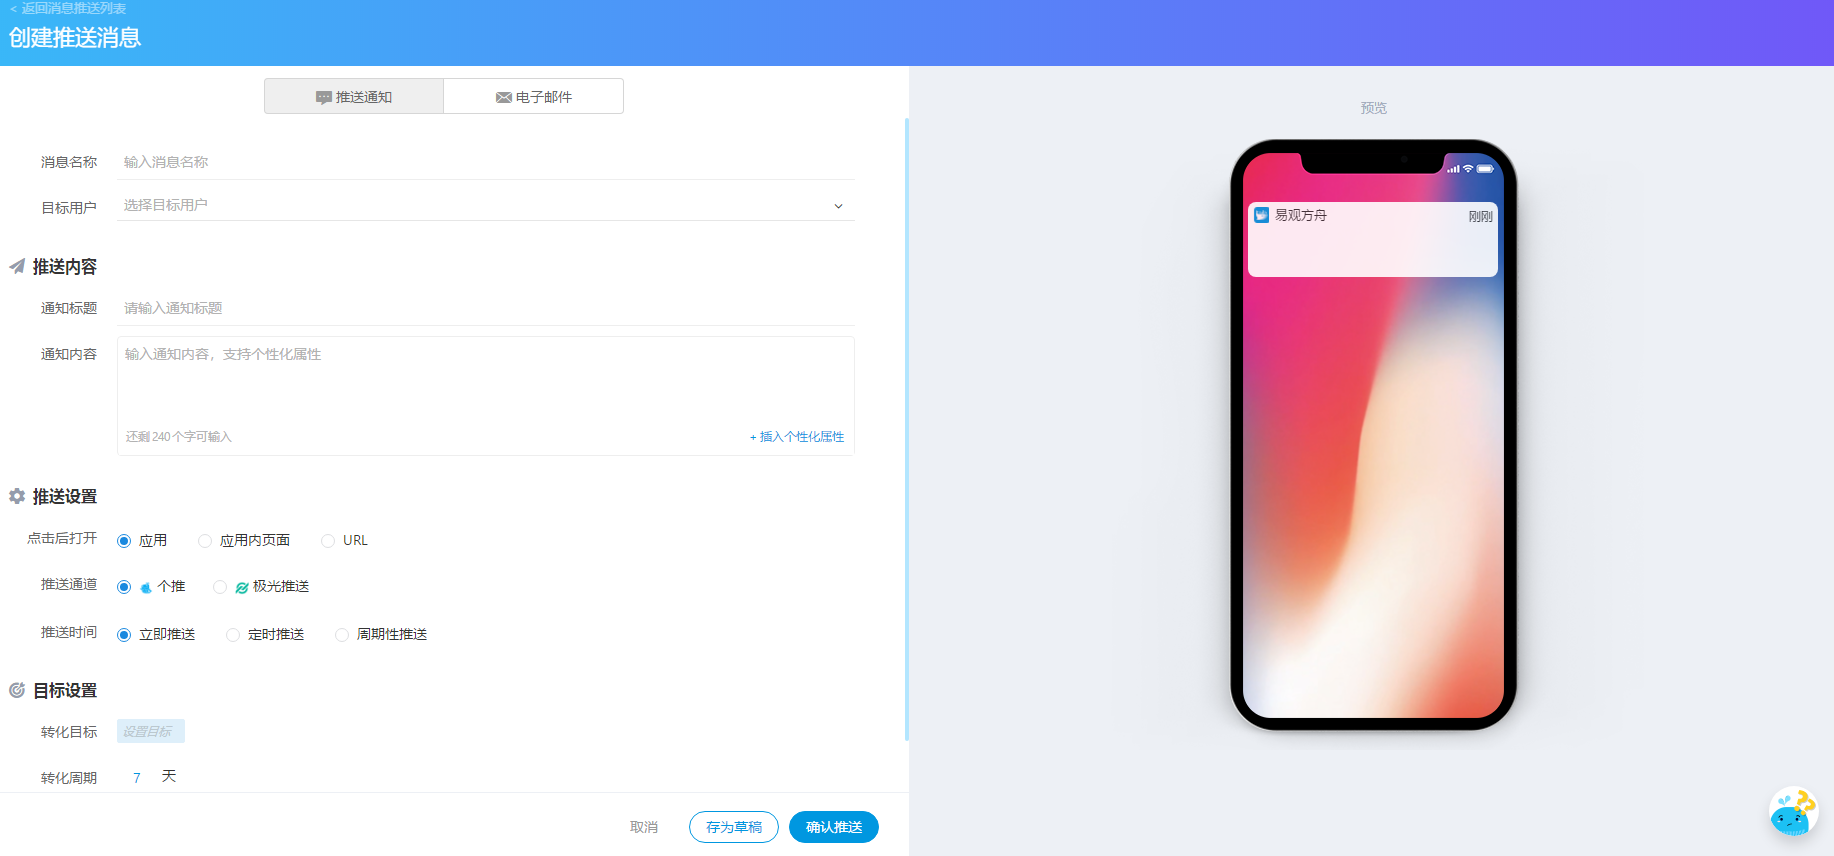 < 返回消息推送列表
创建推送消息
推送通知
电子邮件
预览
消息名称 输入消息名称
目标用户 选择目标用户
易观方舟 刚刚
推送内容
通知标题 请输入通知标题
通知内容 输入通知内容，支持个性化属性
还剩 240 个字可输入 + 插入个性化属性
推送设置
点击后打开 应用 应用内页面 URL
推送通道 个推 极光推送
推送时间 立即推送 定时推送 周期性推送
目标设置
转化目标 设置目标
转化周期 7 天
取消 存为草稿 确认推送